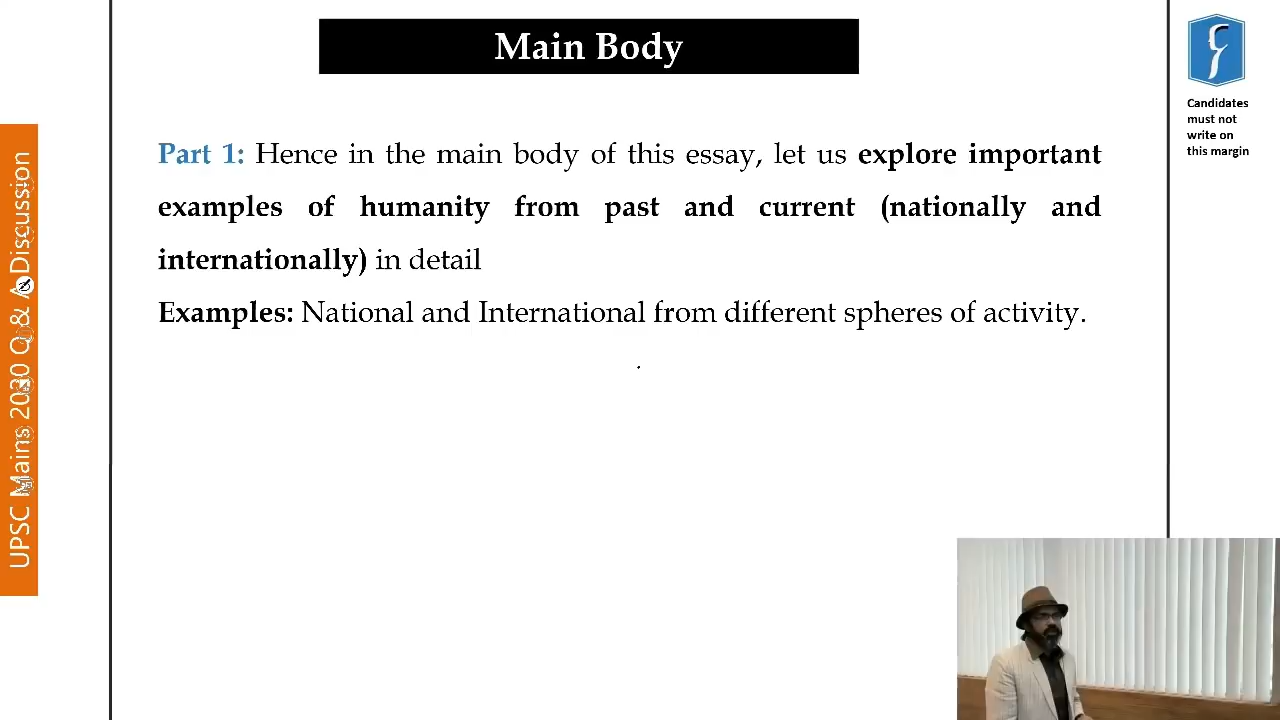 Main Body
Part 1: Hence in the main body of this essay, let us explore important
examples of humanity from past and current (nationally and
internationally) in detail
Examples: National and International from different spheres of activity.
Candidates
must not
write on
this margin
UPSC Mains 2020 Q & A Discussion